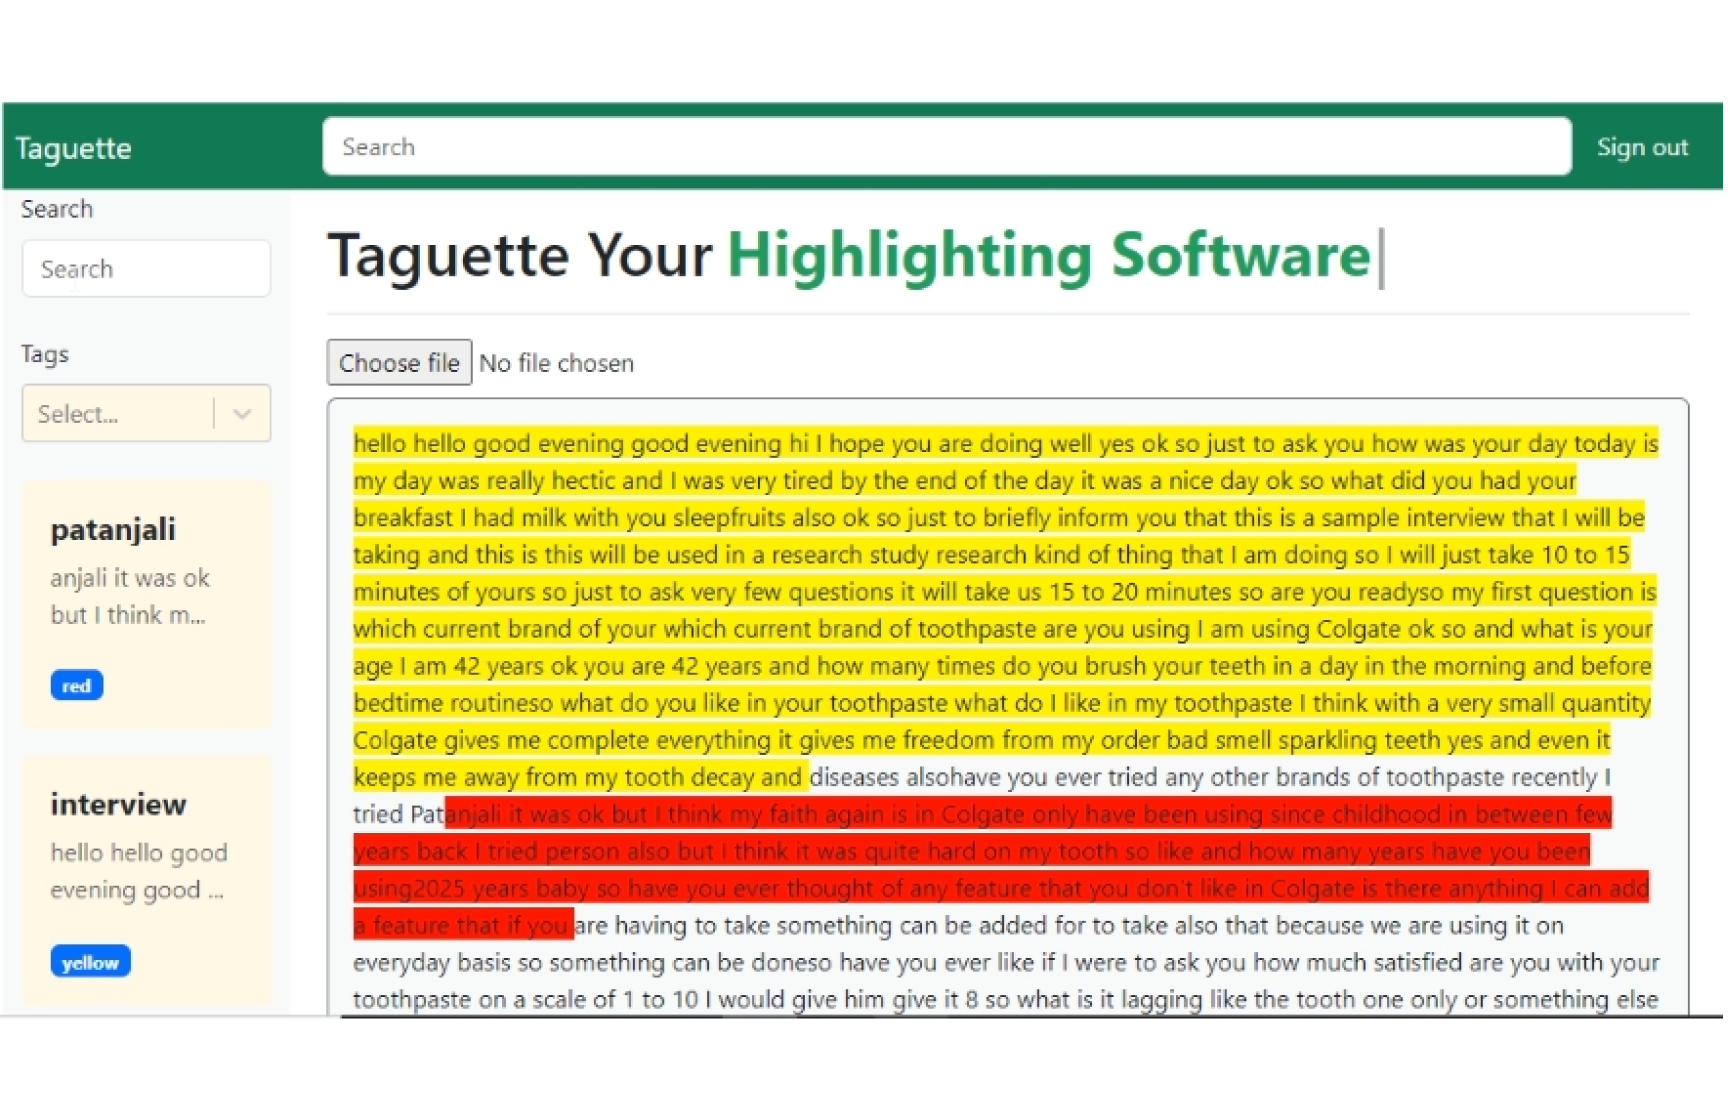 Taguette
Search
Sign out
Search
Search
Tags
Select...
patanjali
anjali it was ok
but I think m...
red
interview
hello hello good
evening good ...
yellow
Taguette Your Highlighting Software
Choose file No file chosen
hello hello good evening good evening hi I hope you are doing well yes ok so just to ask you how was your day today is
my day was really hectic and I was very tired by the end of the day it was a nice day ok so what did you had your
breakfast I had milk with you sleepfruits also ok so just to briefly inform you that this is a sample interview that I will be
taking and this is this will be used in a research study research kind of thing that I am doing so I will just take 10 to 15
minutes of yours so just to ask very few questions it will take us 15 to 20 minutes so are you readyso my first question is
which current brand of your which current brand of toothpaste are you using I am using Colgate ok so and what is your
age I am 42 years ok you are 42 years and how many times do you brush your teeth in a day in the morning and before
bedtime routineso what do you like in your toothpaste what do I like in my toothpaste I think with a very small quantity
Colgate gives me complete everything it gives me freedom from my order bad smell sparkling teeth yes and even it
keeps me away from my tooth decay and diseases alsohave you ever tried any other brands of toothpaste recently I
tried Patanjali it was ok but I think my faith again is in Colgate only have been using since childhood in between few
years back I tried person also but I think it was quite hard on my tooth so like and how many years have you been
using2025 years baby so have you ever thought of any feature that you don't like in Colgate is there anything I can add
a feature that if you are having to take something can be added for to take also that because we are using it on
everyday basis so something can be doneso have you ever like if I were to ask you how much satisfied are you with your
toothpaste on a scale of 1 to 10 I would give him give it 8 so what is it lagging like the tooth one only or something else